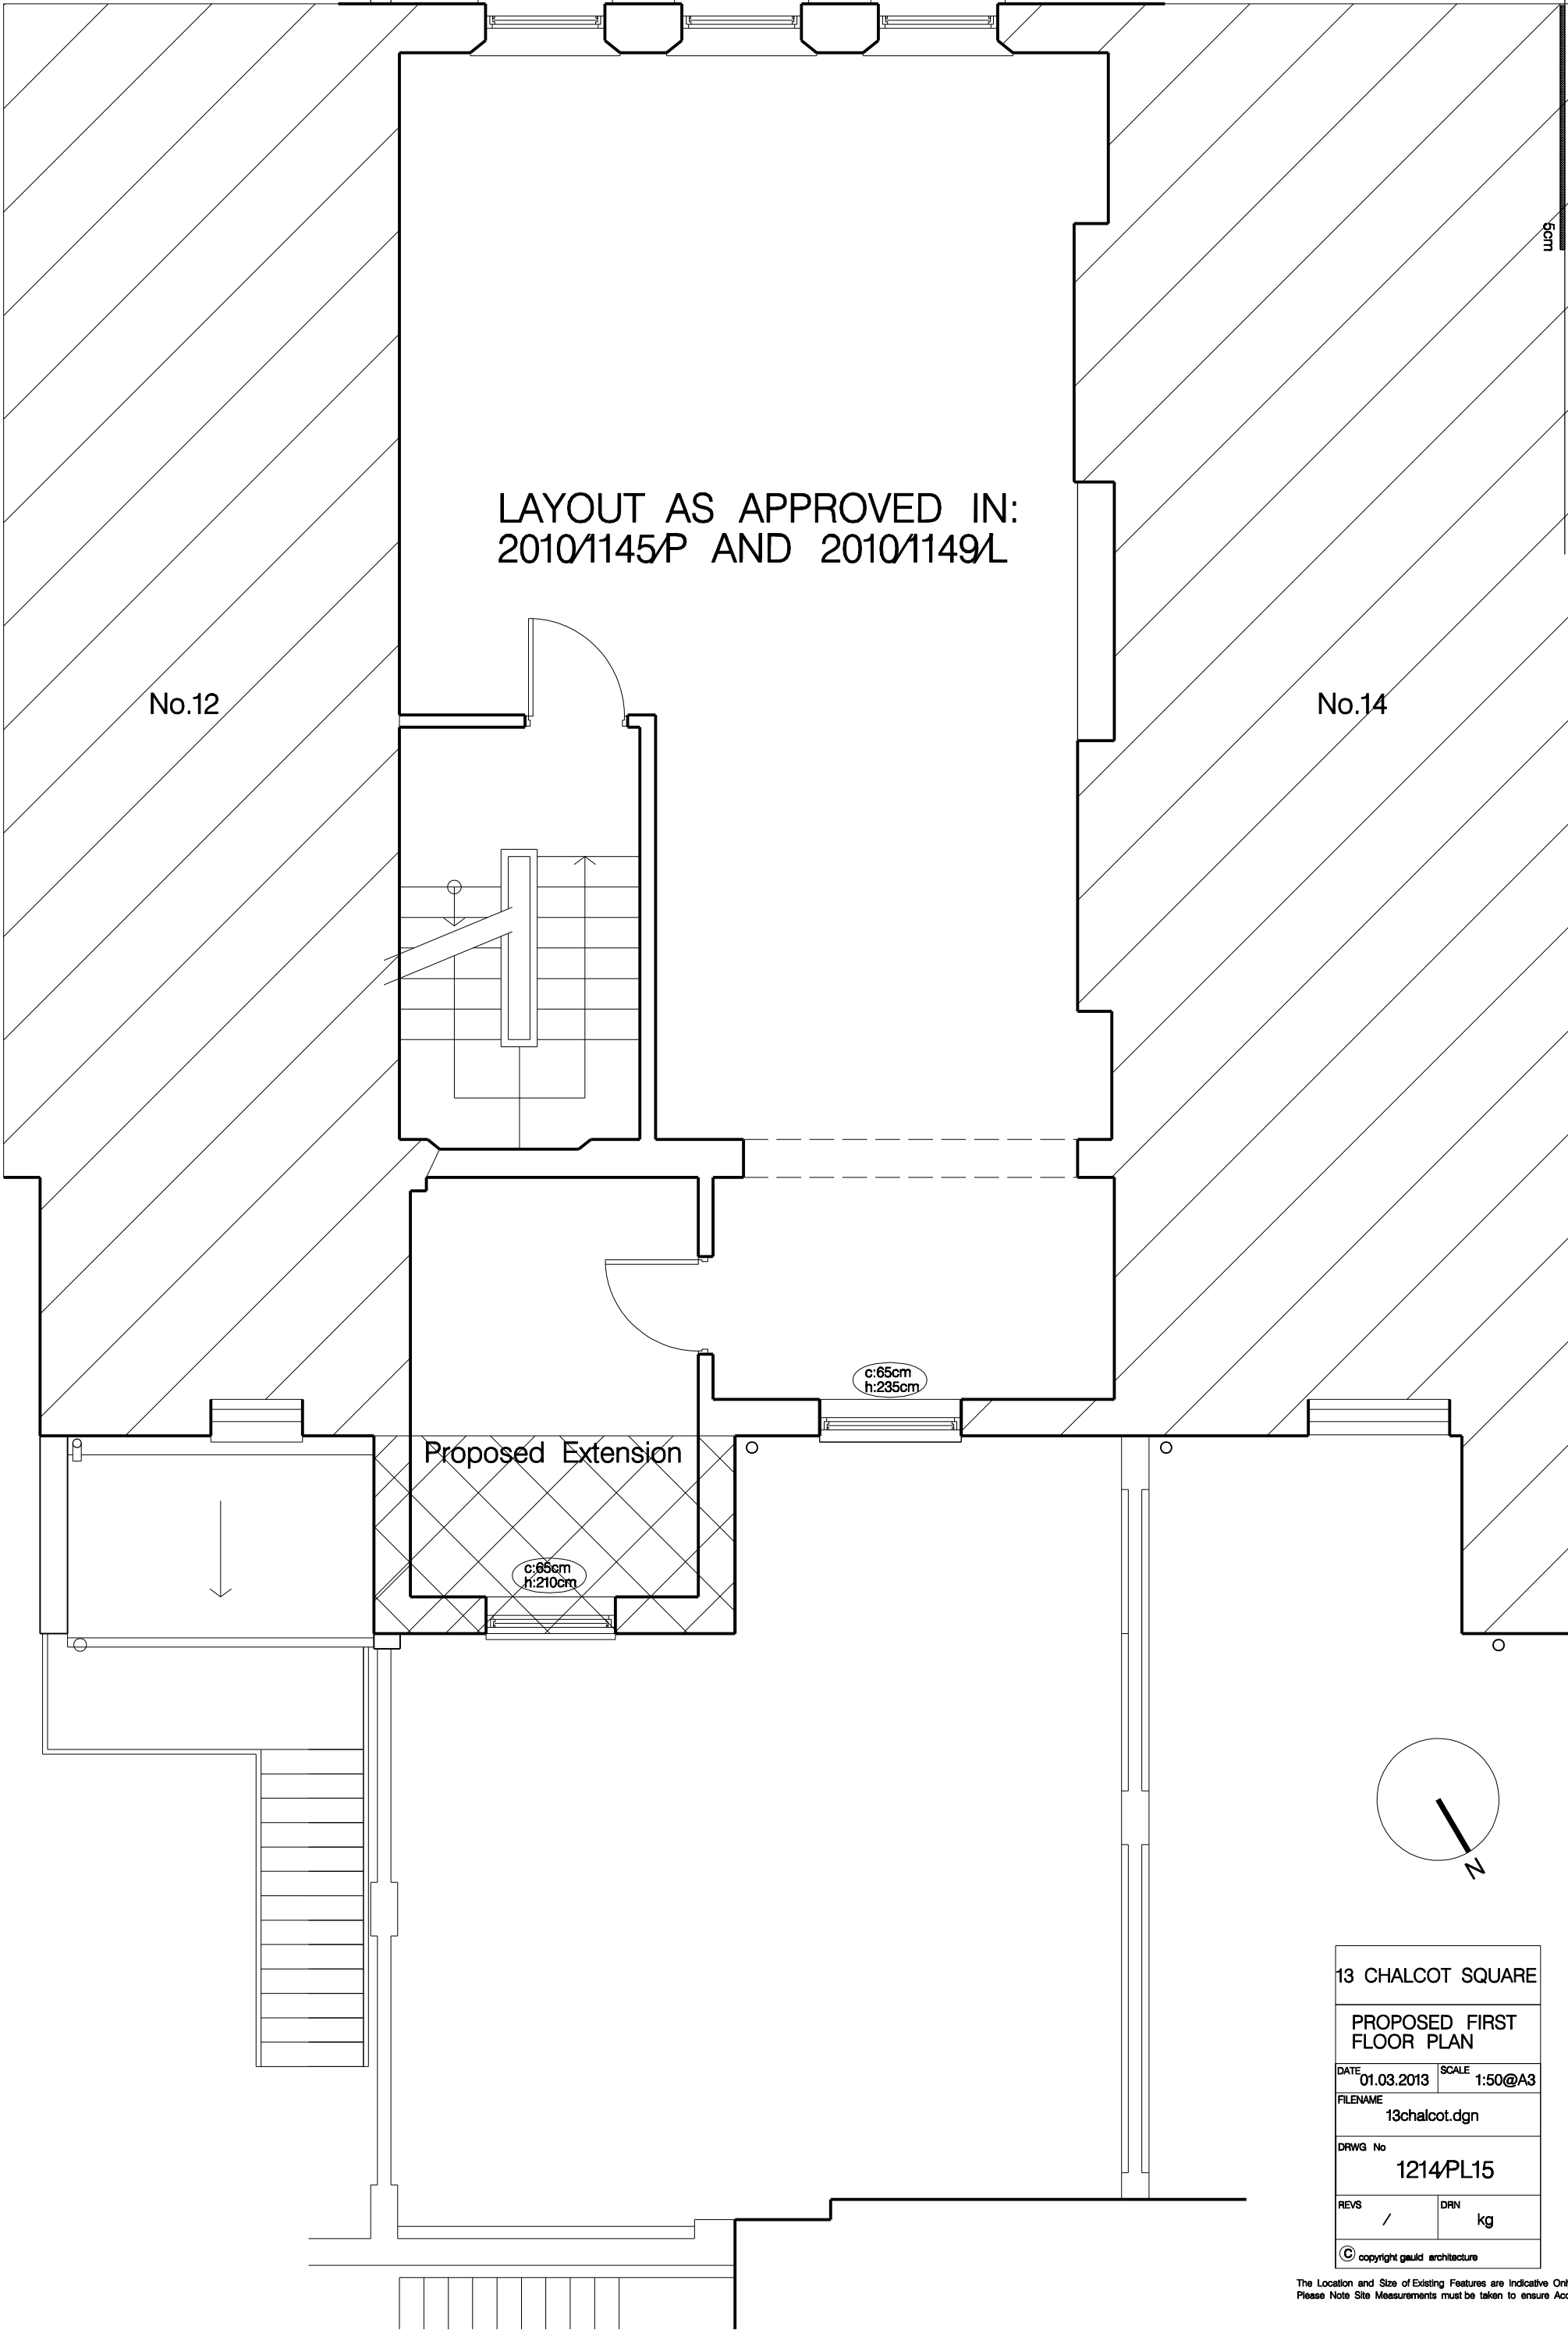 5cm
LAYOUT AS APPROVED IN:
2010/1145/P AND 2010/1149/L
No.12
No.14
c:65cm
h:235cm
Proposed Extension
c:65cm
h:210cm
N
13 CHALCOT SQUARE
PROPOSED FIRST
FLOOR PLAN
DATE 01.03.2013 SCALE 1:50@A3
FILENAME
13chalcot.dgn
DRWG No
1214/PL15
REVS / DRN kg
© copyright gauld architecture
The Location and Size of Existing Features are Indicative
Please Note Site Measurements must be taken to ensure